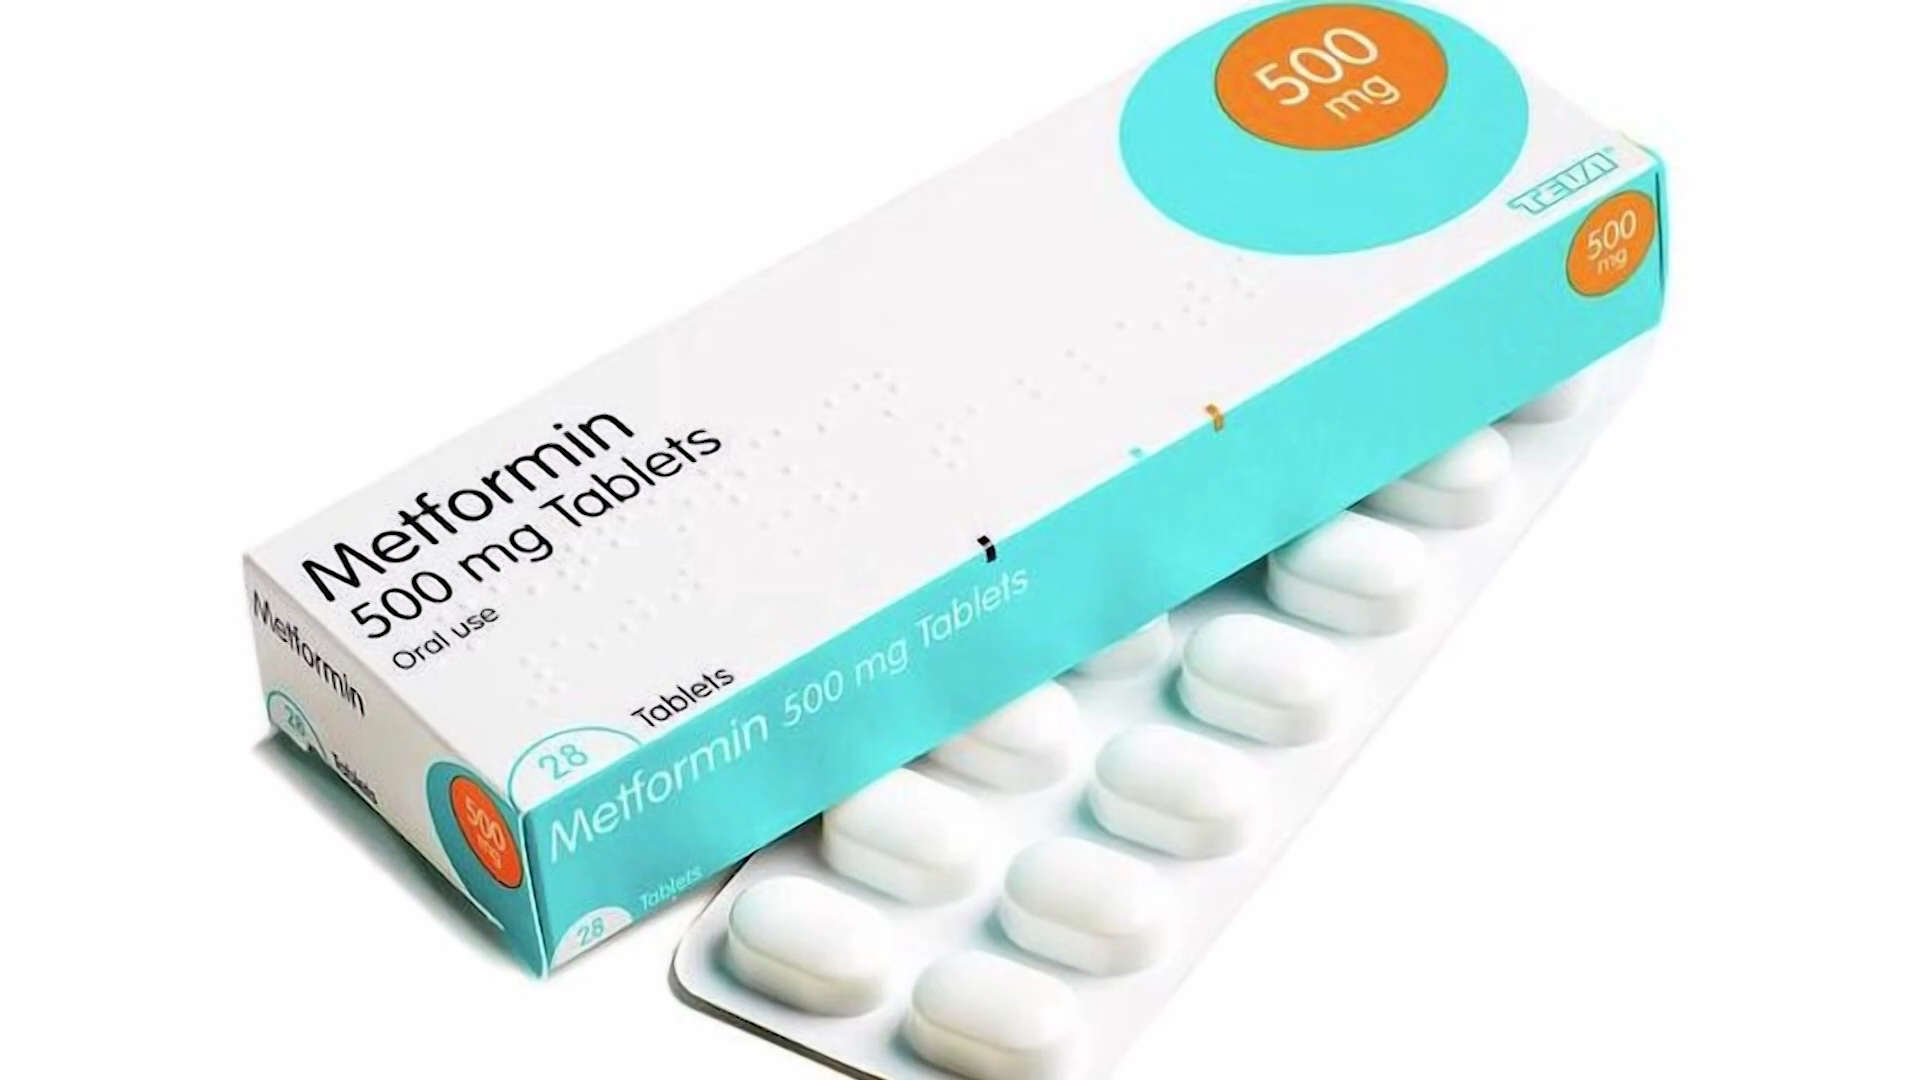 500
mg
TEVA
500
mg
Metformin
500 mg Tablets
Oral use
28 Tablets
Metformin
28 Tablets
500
mg
Metformin 500 mg Tablets
28 Tablets